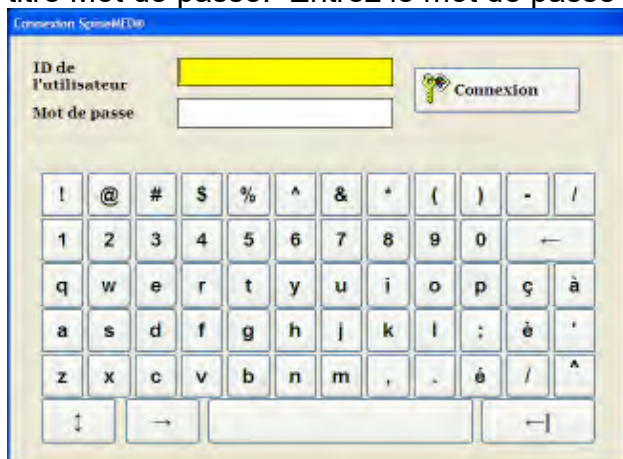 titre Mot de passe. Entrez le mot de passe
Connexion SpineMED®
ID de
l'utilisateur
Connexion
Mot de passe
! @ # $ % ^ & * ( ) - /
1 2 3 4 5 6 7 8 9 0 ←
q w e r t y u i o p ç à
a s d f g h j k l ; è '
z x c v b n m , . é / ^
↕ → ←|